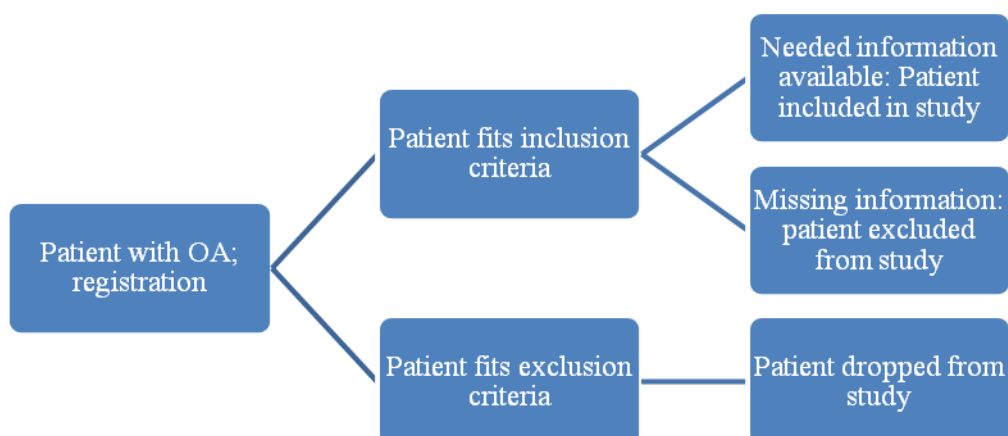 Needed information
available: Patient
included in study
Patient fits inclusion
criteria
Missing information:
patient excluded
from study
Patient with OA;
registration
Patient fits exclusion
criteria
Patient dropped from
study